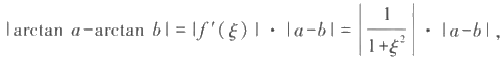 |arctan a-arctan b|=|f′(ξ)|·|a-b|=|1/(1+ξ²)|·|a-b|,